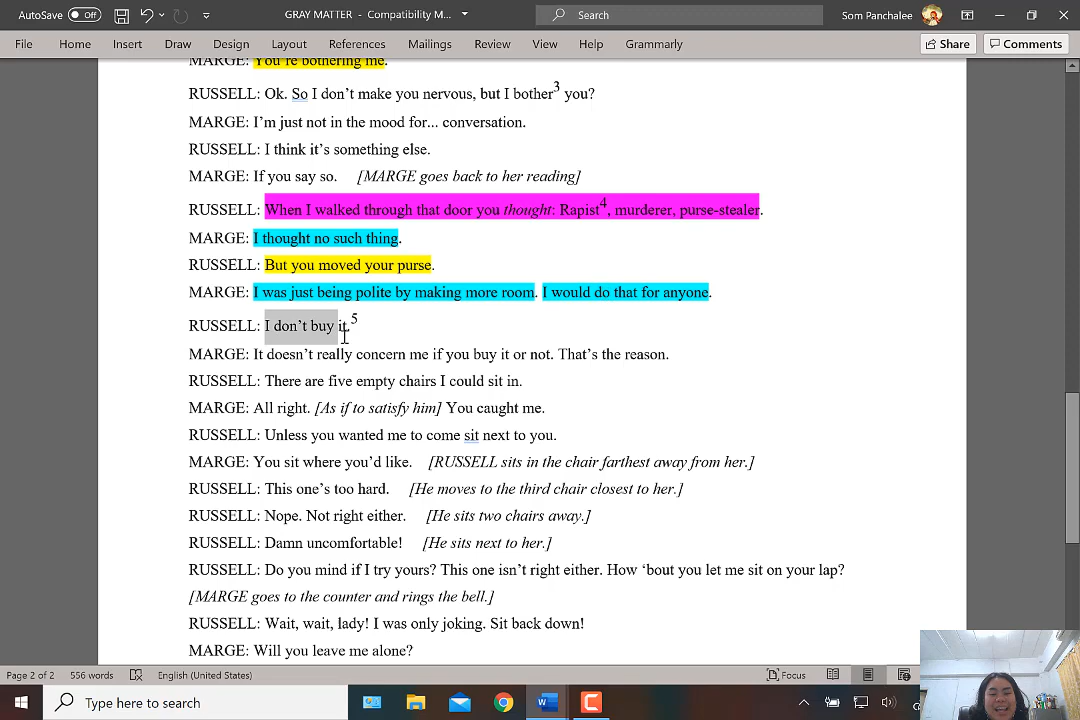 AutoSave Off GRAY MATTER - Compatibility M... Search Som Panchalee
File Home Insert Draw Design Layout References Mailings Review View Help Grammarly Share Comments
MARGE: You're bothering me.
RUSSELL: Ok. So I don't make you nervous, but I bother3 you?
MARGE: I'm just not in the mood for... conversation.
RUSSELL: I think it's something else.
MARGE: If you say so. [MARGE goes back to her reading]
RUSSELL: When I walked through that door you thought: Rapist4, murderer, purse-stealer.
MARGE: I thought no such thing.
RUSSELL: But you moved your purse.
MARGE: I was just being polite by making more room. I would do that for anyone.
RUSSELL: I don't buy it.5
MARGE: It doesn't really concern me if you buy it or not. That's the reason.
RUSSELL: There are five empty chairs I could sit in.
MARGE: All right. [As if to satisfy him] You caught me.
RUSSELL: Unless you wanted me to come sit next to you.
MARGE: You sit where you'd like. [RUSSELL sits in the chair farthest away from her.]
RUSSELL: This one's too hard. [He moves to the third chair closest to her.]
RUSSELL: Nope. Not right either. [He sits two chairs away.]
RUSSELL: Damn uncomfortable! [He sits next to her.]
RUSSELL: Do you mind if I try yours? This one isn't right either. How 'bout you let me sit on your lap?
[MARGE goes to the counter and rings the bell.]
RUSSELL: Wait, wait, lady! I was only joking. Sit back down!
MARGE: Will you leave me alone?
Page 2 of 2 556 words English (United States) Focus
Type here to search